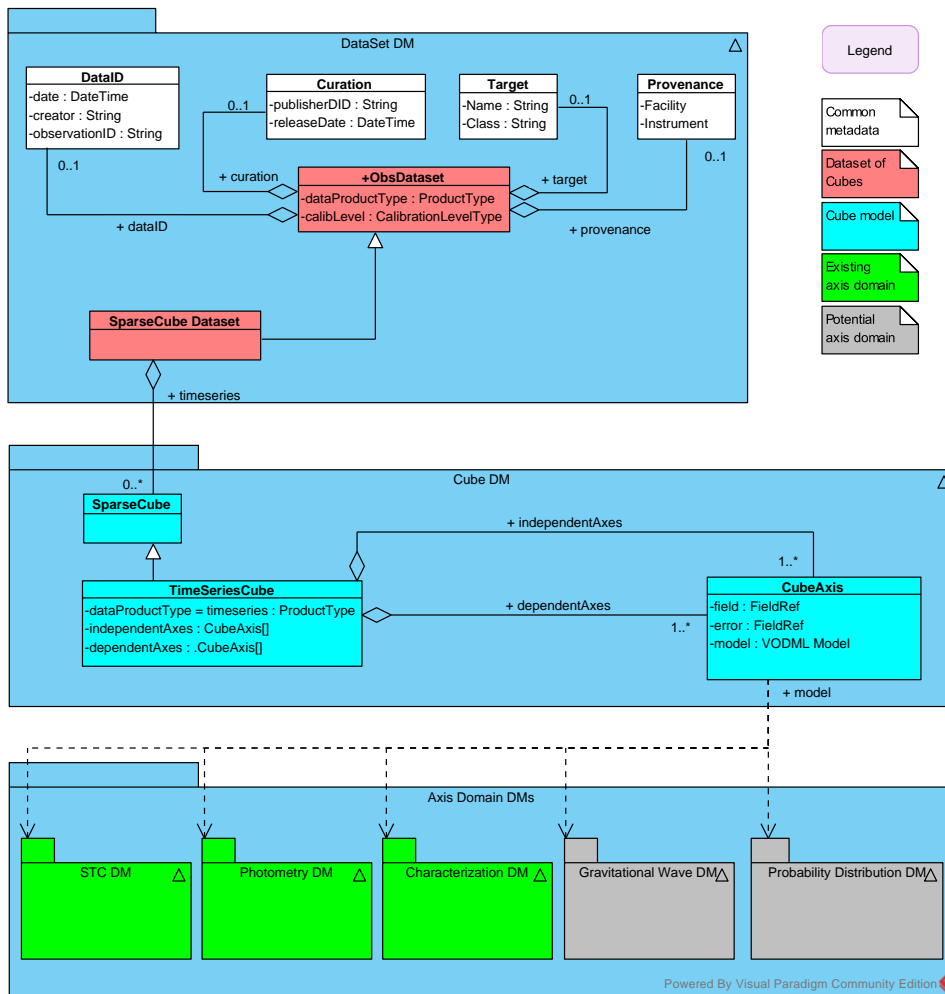 DataSet DM
Legend
DataID
-date : DateTime
-creator : String
-observationID : String
Curation
-publisherDID : String
-releaseDate : DateTime
Target
-Name : String
-Class : String
Provenance
-Facility
-Instrument
0..1
0..1
0..1
0..1
+ curation
+ dataID
+ target
+ provenance
+ObsDataset
-dataProductType : ProductType
-calibLevel : CalibrationLevelType
Common
metadata
Dataset of
Cubes
Cube model
Existing
axis domain
Potential
axis domain
SparseCube Dataset
+ timeseries
0..*
Cube DM
SparseCube
+ independentAxes
1..*
TimeSeriesCube
-dataProductType = timeseries : ProductType
-independentAxes : CubeAxis[]
-dependentAxes : .CubeAxis[]
+ dependentAxes
1..*
CubeAxis
-field : FieldRef
-error : FieldRef
-model : VODML Model
+ model
Axis Domain DMs
STC DM
Photometry DM
Characterization DM
Gravitational Wave DM
Probability Distribution DM
Powered By Visual Paradigm Community Edition